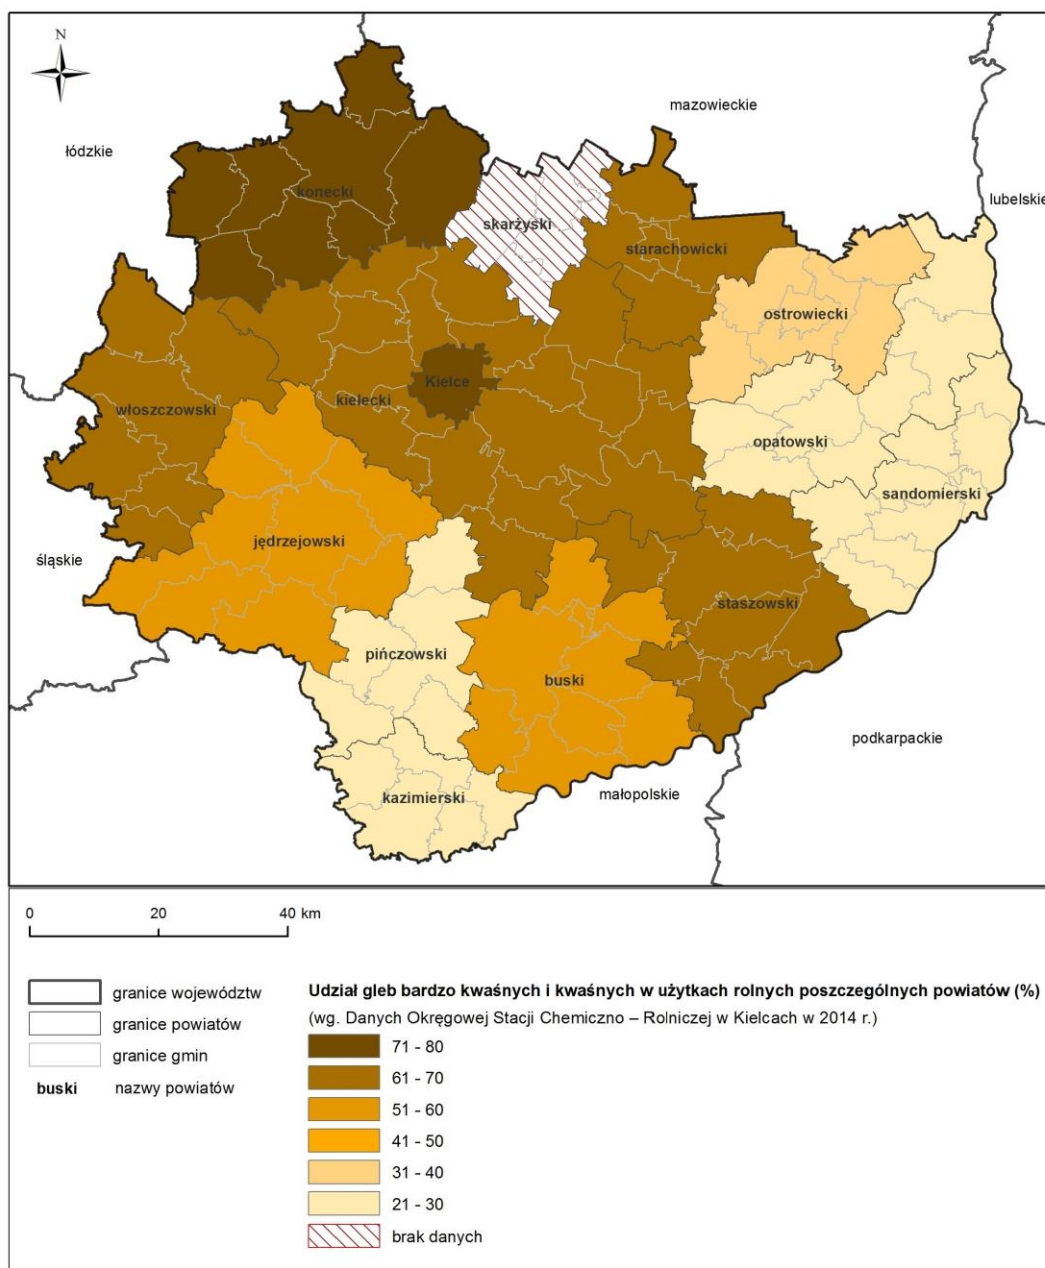 N
mazowieckie
łódzkie
lubelskie
konecki
skarżyski
starachowicki
ostrowiecki
Kielce
kielecki
włoszczowski
opatowski
sandomierski
jędrzejowski
śląskie
staszowski
pińczowski
buski
podkarpackie
małopolskie
kazimierski
0 20 40 km
granice województw
granice powiatów
granice gmin
buski nazwy powiatów
Udział gleb bardzo kwaśnych i kwaśnych w użytkach rolnych poszczególnych powiatów (%)
(wg. Danych Okręgowej Stacji Chemiczno – Rolniczej w Kielcach w 2014 r.)
71 - 80
61 - 70
51 - 60
41 - 50
31 - 40
21 - 30
brak danych